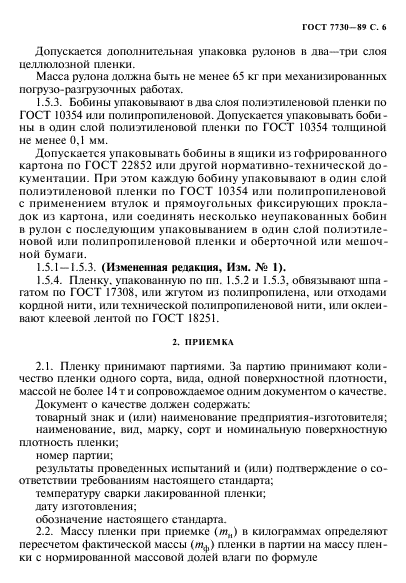 ГОСТ 7730—89 С. 6
Допускается дополнительная упаковка рулонов в два—три слоя
целлюлозной пленки.
Масса рулона должна быть не менее 65 кг при механизированных
погрузо-разгрузочных работах.
1.5.3. Бобины упаковывают в два слоя полиэтиленовой пленки по
ГОСТ 10354 или полипропиленовой. Допускается упаковывать боби-
ны в один слой полиэтиленовой пленки по ГОСТ 10354 толщиной
не менее 0,1 мм.
Допускается упаковывать бобины в ящики из гофрированного
картона по ГОСТ 22852 или другой нормативно-технической до-
кументации. При этом каждую бобину упаковывают в один слой
полиэтиленовой пленки по ГОСТ 10354 или полипропиленовой
с применением втулок и прямоугольных фиксирующих прокла-
док из картона, или соединять несколько неупакованных бобин
в рулон с последующим упаковыванием в один слой полиэтиле-
новой или полипропиленовой пленки и оберточной или мешоч-
ной бумаги.
1.5.1—1.5.3. (Измененная редакция, Изм. № 1).
1.5.4. Пленку, упакованную по пп. 1.5.2 и 1.5.3, обвязывают шпа-
гатом по ГОСТ 17308, или жгутом из полипропилена, или отходами
кордной нити, или технической полипропиленовой нити, или оклеи-
вают клеевой лентой по ГОСТ 18251.
2. ПРИЕМКА
2.1. Пленку принимают партиями. За партию принимают коли-
чество пленки одного сорта, вида, одной поверхностной плотности,
массой не более 14 т и сопровождаемое одним документом о качестве.
Документ о качестве должен содержать:
товарный знак и (или) наименование предприятия-изготовителя;
наименование, вид, марку, сорт и номинальную поверхностную
плотность пленки;
номер партии;
результаты проведенных испытаний и (или) подтверждение о со-
ответствии требованиям настоящего стандарта;
температуру сварки лакированной пленки;
дату изготовления;
обозначение настоящего стандарта.
2.2. Массу пленки при приемке (mн) в килограммах определяют
пересчетом фактической массы (mф) пленки в партии на массу плен-
ки с нормированной массовой долей влаги по формуле